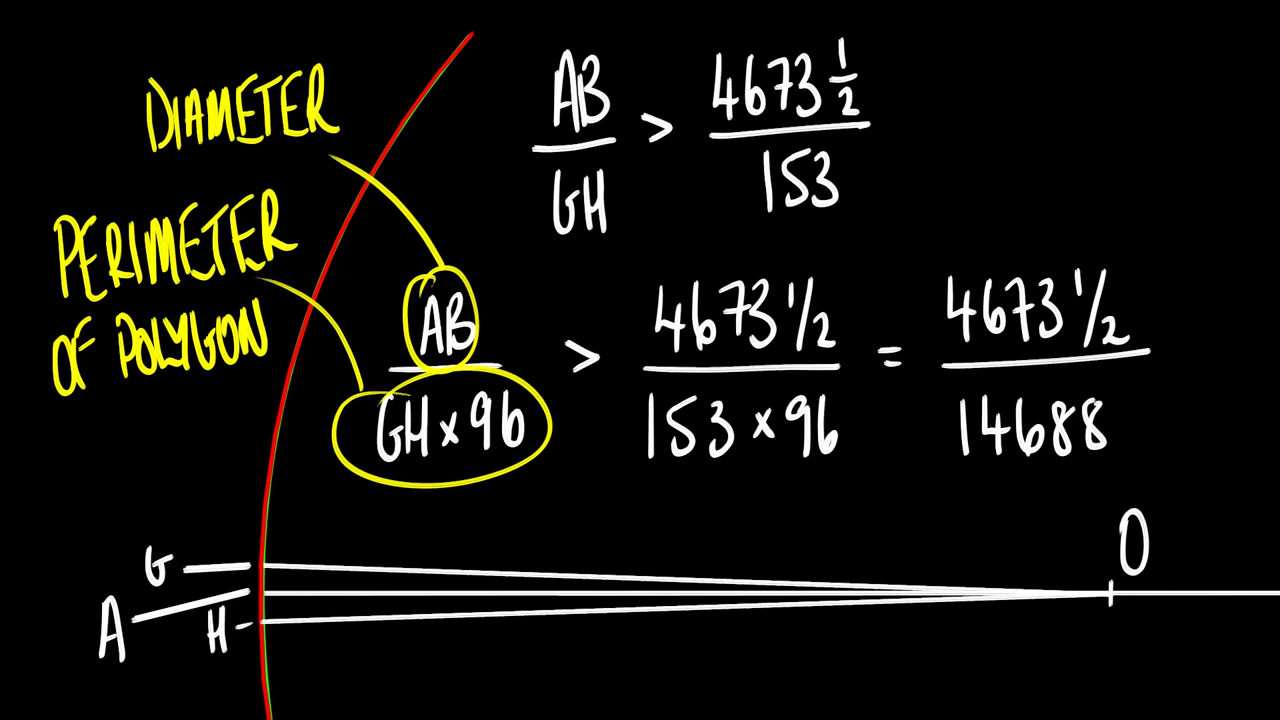 DIAMETER
PERIMETER
OF POLYGON
AB/GH > 4673 1/2 / 153
AB/GH×96 > 4673 1/2 / 153×96 = 4673 1/2 / 14688
G
A
H
O